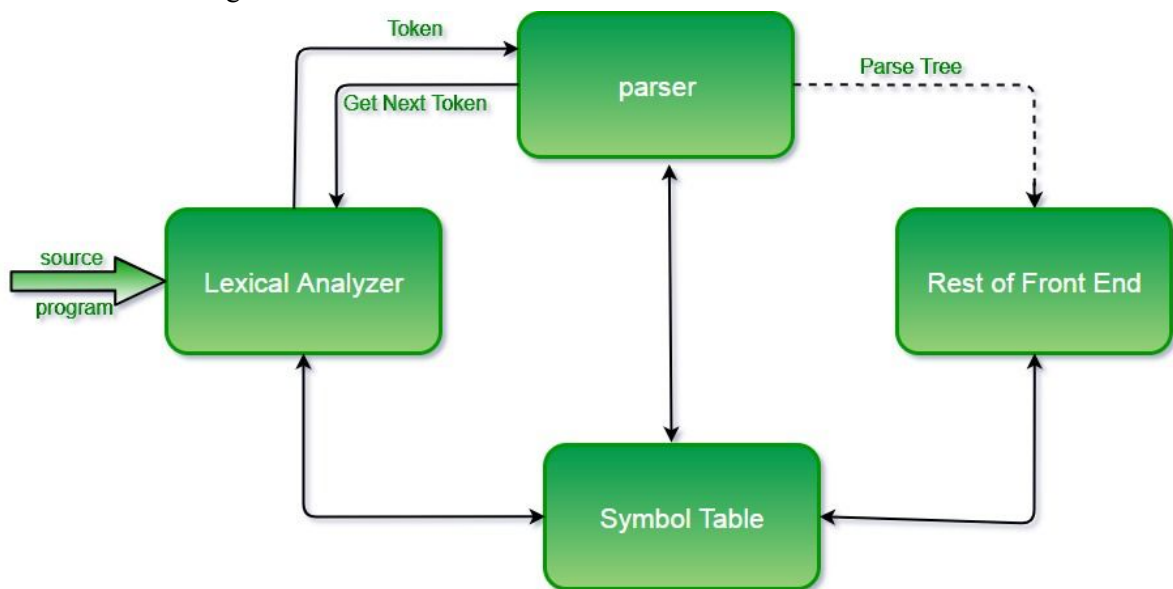 Token
parser
Parse Tree
Get Next Token
source
program
Lexical Analyzer
Rest of Front End
Symbol Table